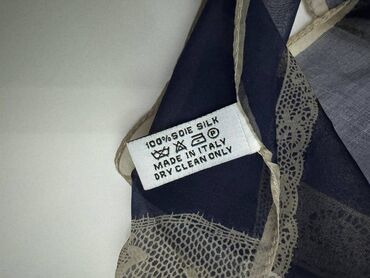 100% SOIE SILK
P
MADE IN ITALY
DRY CLEAN ONLY